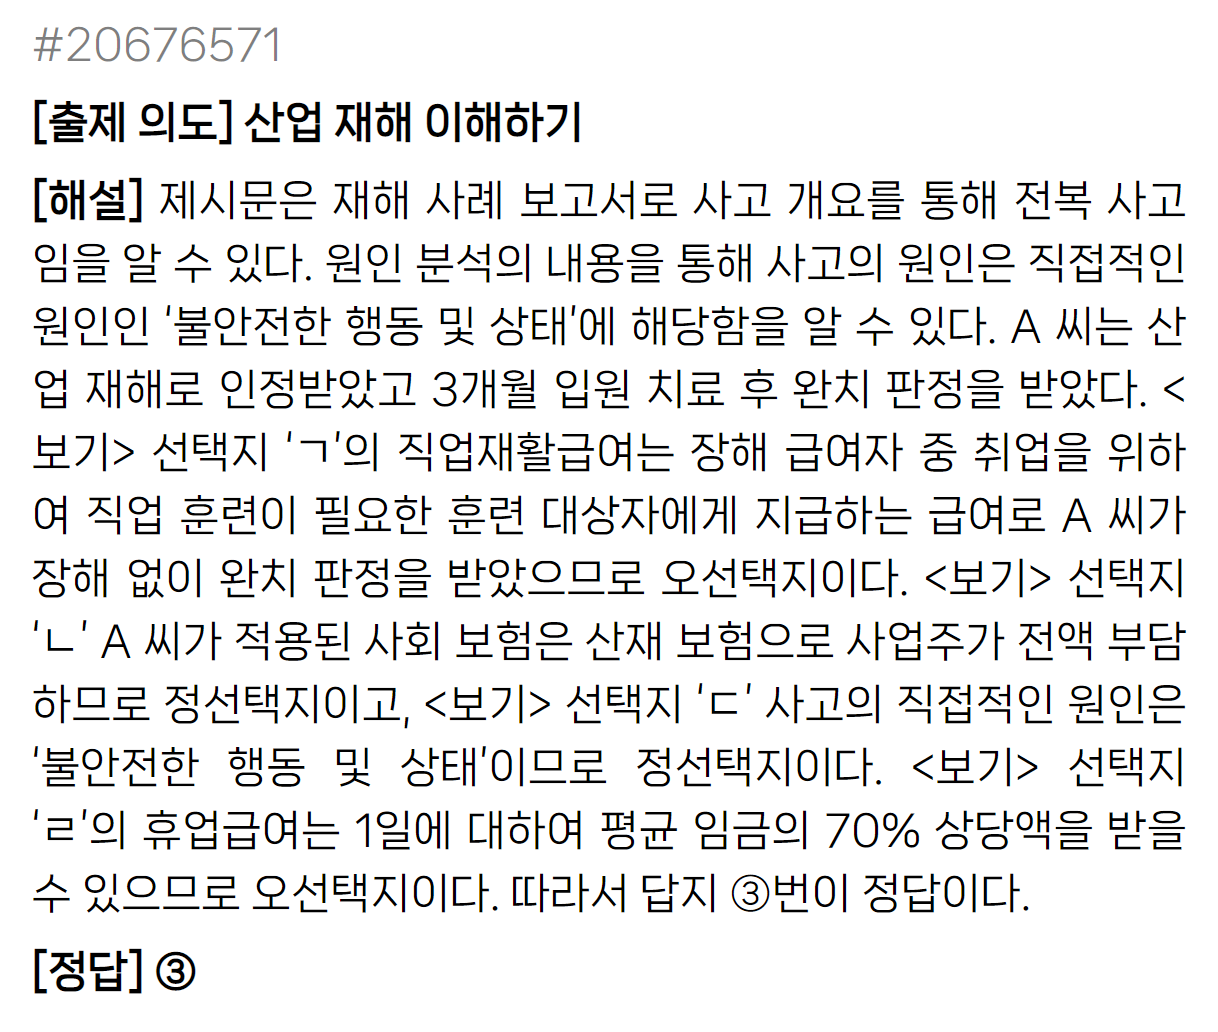 #20676571
[출제 의도] 산업 재해 이해하기
[해설] 제시문은 재해 사례 보고서로 사고 개요를 통해 전복 사고
임을 알 수 있다. 원인 분석의 내용을 통해 사고의 원인은 직접적인
원인인 ‘불안전한 행동 및 상태’에 해당함을 알 수 있다. A 씨는 산
업 재해로 인정받았고 3개월 입원 치료 후 완치 판정을 받았다. <
보기> 선택지 ‘ㄱ’의 직업재활급여는 장해 급여자 중 취업을 위하
여 직업 훈련이 필요한 훈련 대상자에게 지급하는 급여로 A 씨가
장해 없이 완치 판정을 받았으므로 오선택지이다. <보기> 선택지
‘ㄴ’ A 씨가 적용된 사회 보험은 산재 보험으로 사업주가 전액 부담
하므로 정선택지이고, <보기> 선택지 ‘ㄷ’ 사고의 직접적인 원인은
‘불안전한 행동 및 상태’이므로 정선택지이다. <보기> 선택지
‘ㄹ’의 휴업급여는 1일에 대하여 평균 임금의 70% 상당액을 받을
수 있으므로 오선택지이다. 따라서 답지 ③번이 정답이다.
[정답] ③